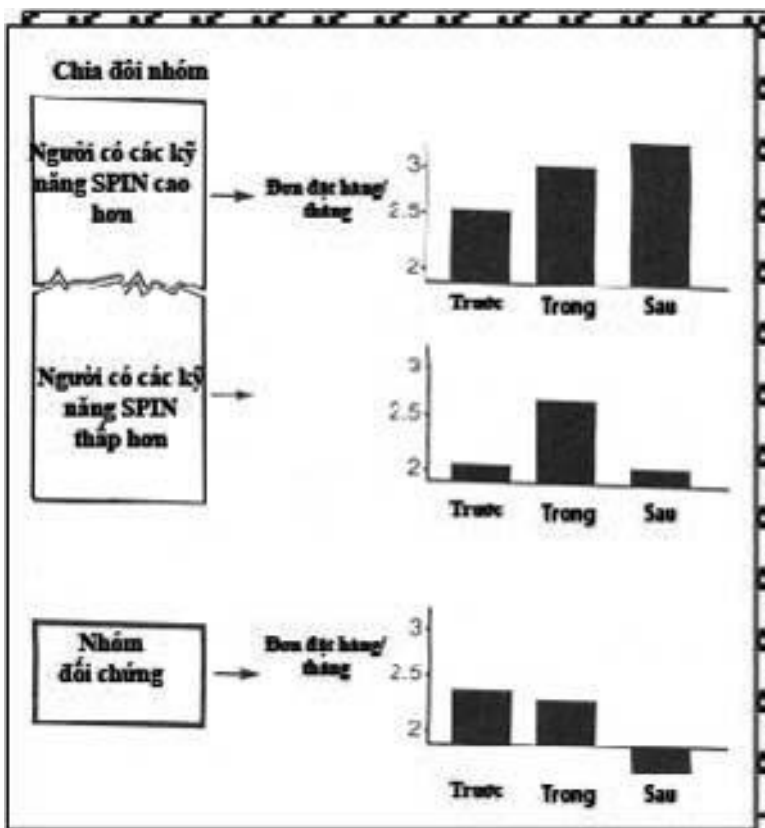 Chia đôi nhóm
Người có các kỹ
năng SPIN cao
hơn
Đơn đặt hàng/
tháng
3
2.5
2
Trước Trong Sau
Người có các kỹ
năng SPIN
thấp hơn
3
2.5
2
Trước Trong Sau
Nhóm
đối chứng
Đơn đặt hàng/
tháng
3
2.5
2
Trước Trong Sau